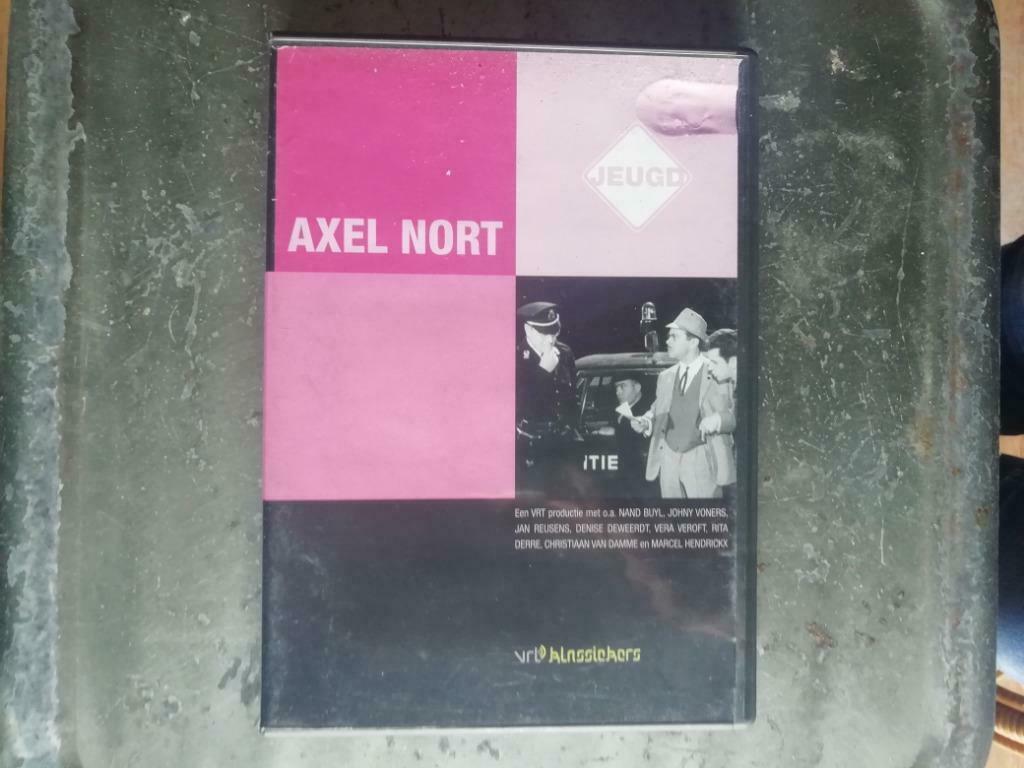 JEUGD
AXEL NORT
ITIE
Een VRT productie met o.a. NAND BUYL, JOHNY VONERS,
JAN REUSENS, DENISE DEWEERDT, VERA VEROFT, RITA
DERRE, CHRISTIAAN VAN DAMME en MARCEL HENDRICKX
vrt klassiekers